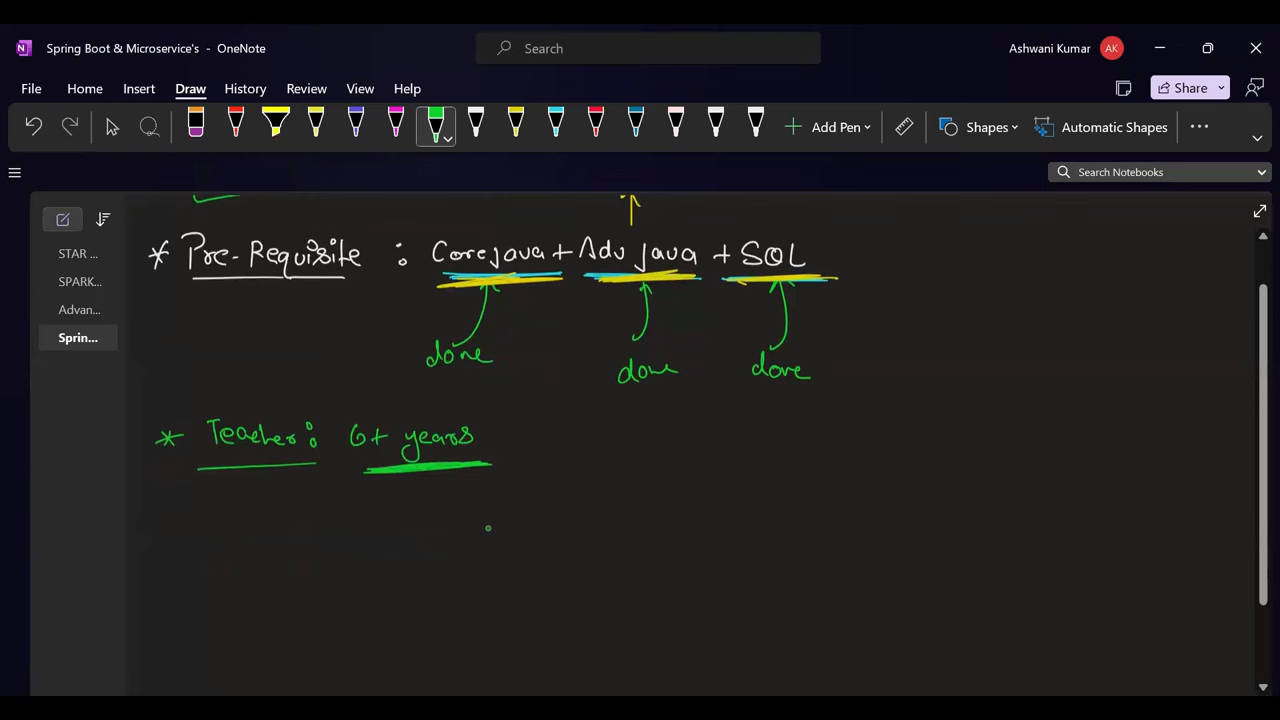 Spring Boot & Microservice's - OneNote
Search
Ashwani Kumar AK
File Home Insert Draw History Review View Help
Share
Add Pen
Shapes
Automatic Shapes
Search Notebooks
STAR ...
SPARK...
Advan...
Sprin...
* Pre-Requisite : Corejava + Adv java + SQL
done done done
* Teacher: 6+ years